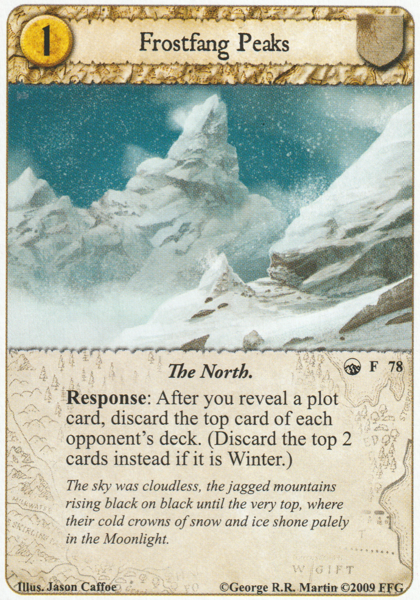 1
Frostfang Peaks
The North.
F 78
Response: After you reveal a plot
card, discard the top card of each
opponent's deck. (Discard the top 2
cards instead if it is Winter.)
The sky was cloudless, the jagged mountains
rising black on black until the very top, where
their cold crowns of snow and ice shone palely
in the Moonlight.
W GIFT
Illus. Jason Caffoe
©George R.R. Martin ©2009 FFG